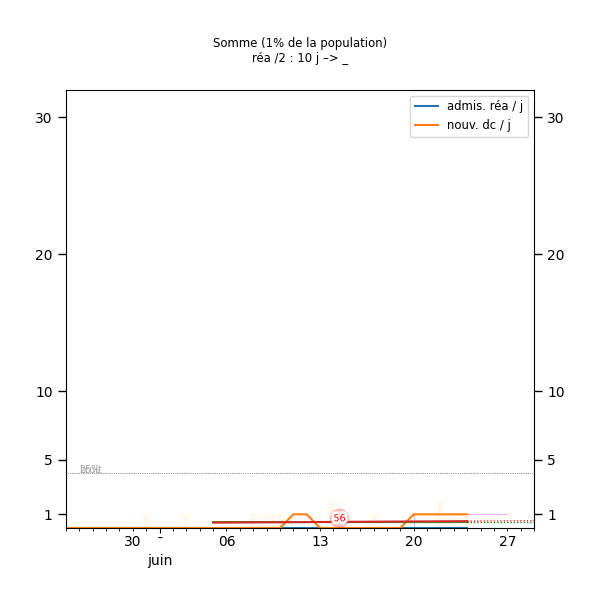 Somme (1% de la population)
réa /2 : 10 j –> _
admis. réa / j
nouv. dc / j
30 30
20 20
10 10
5 5
56
1 1
30 - 06 13 20 27
juin